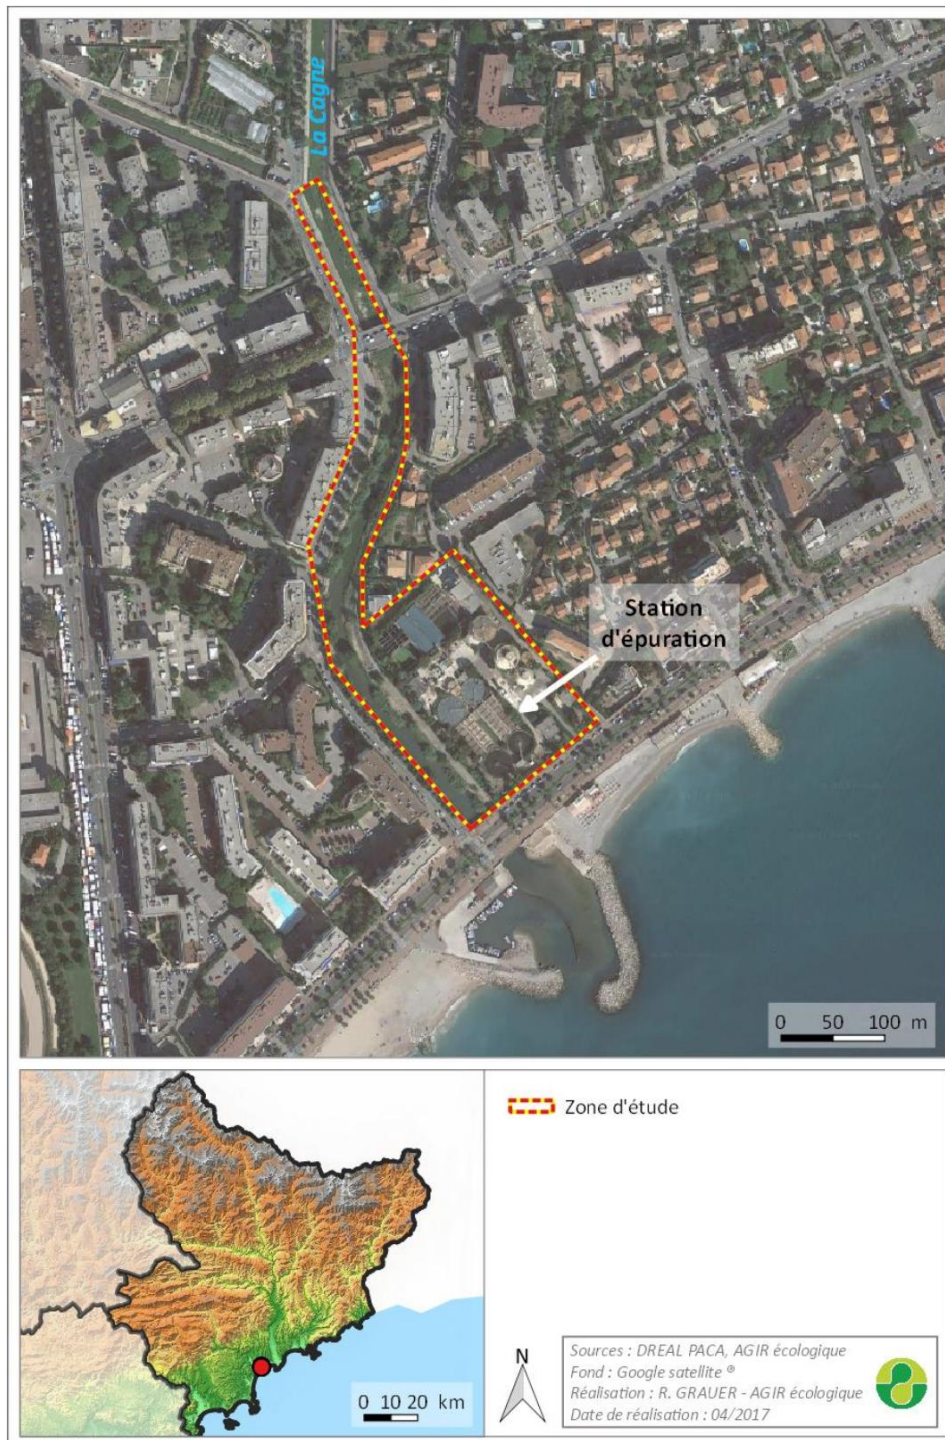 La Cagne
Station
d'épuration
0 50 100 m
Zone d'étude
0 10 20 km
N
Sources : DREAL PACA, AGIR écologique
Fond : Google satellite ®
Réalisation : R. GRAUER - AGIR écologique
Date de réalisation : 04/2017